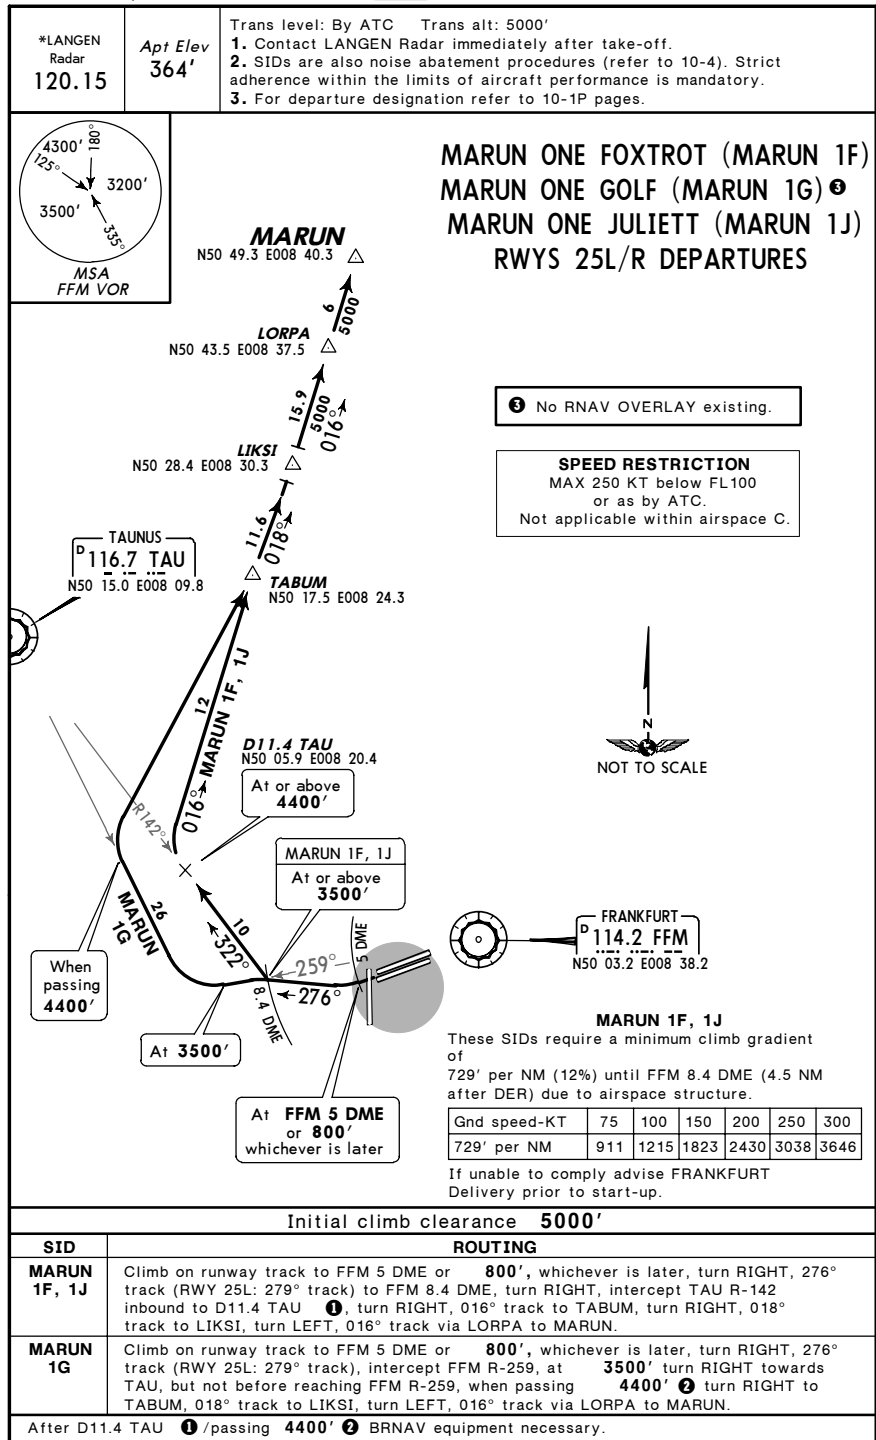 *LANGEN
Radar
120.15
Apt Elev
364'
Trans level: By ATC Trans alt: 5000'
1. Contact LANGEN Radar immediately after take-off.
2. SIDs are also noise abatement procedures (refer to 10-4). Strict
adherence within the limits of aircraft performance is mandatory.
3. For departure designation refer to 10-1P pages.
4300'
180°
125°
3200'
3500'
335°
MSA
FFM VOR
MARUN ONE FOXTROT (MARUN 1F)
MARUN ONE GOLF (MARUN 1G) ❸
MARUN ONE JULIETT (MARUN 1J)
RWYS 25L/R DEPARTURES
MARUN
N50 49.3 E008 40.3
6
5000
LORPA
N50 43.5 E008 37.5
15.9
5000
016°
❸ No RNAV OVERLAY existing.
LIKSI
N50 28.4 E008 30.3
SPEED RESTRICTION
MAX 250 KT below FL100
or as by ATC.
Not applicable within airspace C.
11.6
018°
TAUNUS
D 116.7 TAU
N50 15.0 E008 09.8
TABUM
N50 17.5 E008 24.3
12
016° MARUN 1F, 1J
N
NOT TO SCALE
D11.4 TAU
N50 05.9 E008 20.4
At or above
4400'
R142°
MARUN 1F, 1J
At or above
3500'
26
MARUN
1G
10
322°
5 DME
259°
276°
8.4 DME
FRANKFURT
D 114.2 FFM
N50 03.2 E008 38.2
When
passing
4400'
At 3500'
At FFM 5 DME
or 800'
whichever is later
MARUN 1F, 1J
These SIDs require a minimum climb gradient
of
729' per NM (12%) until FFM 8.4 DME (4.5 NM
after DER) due to airspace structure.
Gnd speed-KT 75 100 150 200 250 300
729' per NM 911 1215 1823 2430 3038 3646
If unable to comply advise FRANKFURT
Delivery prior to start-up.
Initial climb clearance 5000'
SID ROUTING
MARUN
1F, 1J
Climb on runway track to FFM 5 DME or 800', whichever is later, turn RIGHT, 276°
track (RWY 25L: 279° track) to FFM 8.4 DME, turn RIGHT, intercept TAU R-142
inbound to D11.4 TAU ❶, turn RIGHT, 016° track to TABUM, turn RIGHT, 018°
track to LIKSI, turn LEFT, 016° track via LORPA to MARUN.
MARUN
1G
Climb on runway track to FFM 5 DME or 800', whichever is later, turn RIGHT, 276°
track (RWY 25L: 279° track), intercept FFM R-259, at 3500' turn RIGHT towards
TAU, but not before reaching FFM R-259, when passing 4400' ❷ turn RIGHT to
TABUM, 018° track to LIKSI, turn LEFT, 016° track via LORPA to MARUN.
After D11.4 TAU ❶ /passing 4400' ❷ BRNAV equipment necessary.